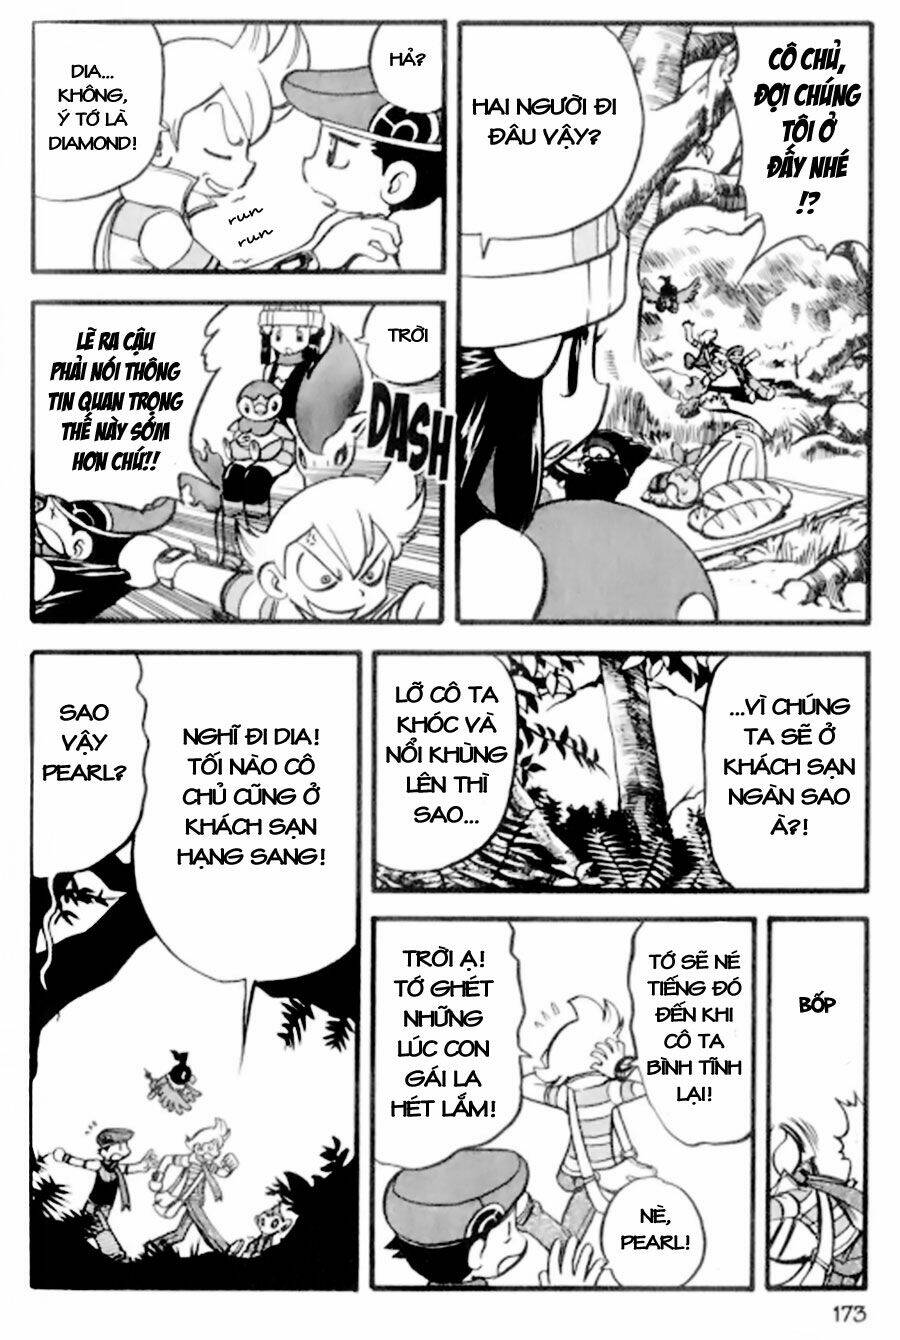 CÔ CHỦ,
ĐỢI CHÚNG
TÔI Ở
ĐẤY NHÉ
!?
HAI NGƯỜI ĐI
ĐÂU VẬY?
HẢ?
DIA...
KHÔNG,
Ý TỚ LÀ
DIAMOND!
run
run
TRỜI
DASH
LẼ RA CẬU
PHẢI NÓI THÔNG
TIN QUAN TRỌNG
THẾ NÀY SỚM
HƠN CHỨ!!
...VÌ CHÚNG
TA SẼ Ở
KHÁCH SẠN
NGÀN SAO
À?!
LỠ CÔ TA
KHÓC VÀ
NỔI KHÙNG
LÊN THÌ
SAO...
NGHĨ ĐI DIA!
TỐI NÀO CÔ
CHỦ CŨNG Ở
KHÁCH SẠN
HẠNG SANG!
SAO
VẬY
PEARL?
BỐP
TỚ SẼ NÉ
TIẾNG ĐÓ
ĐẾN KHI
CÔ TA
BÌNH TĨNH
LẠI!
TRỜI Ạ!
TỚ GHÉT
NHỮNG
LÚC CON
GÁI LA
HÉT LẮM!
NÈ,
PEARL!
173